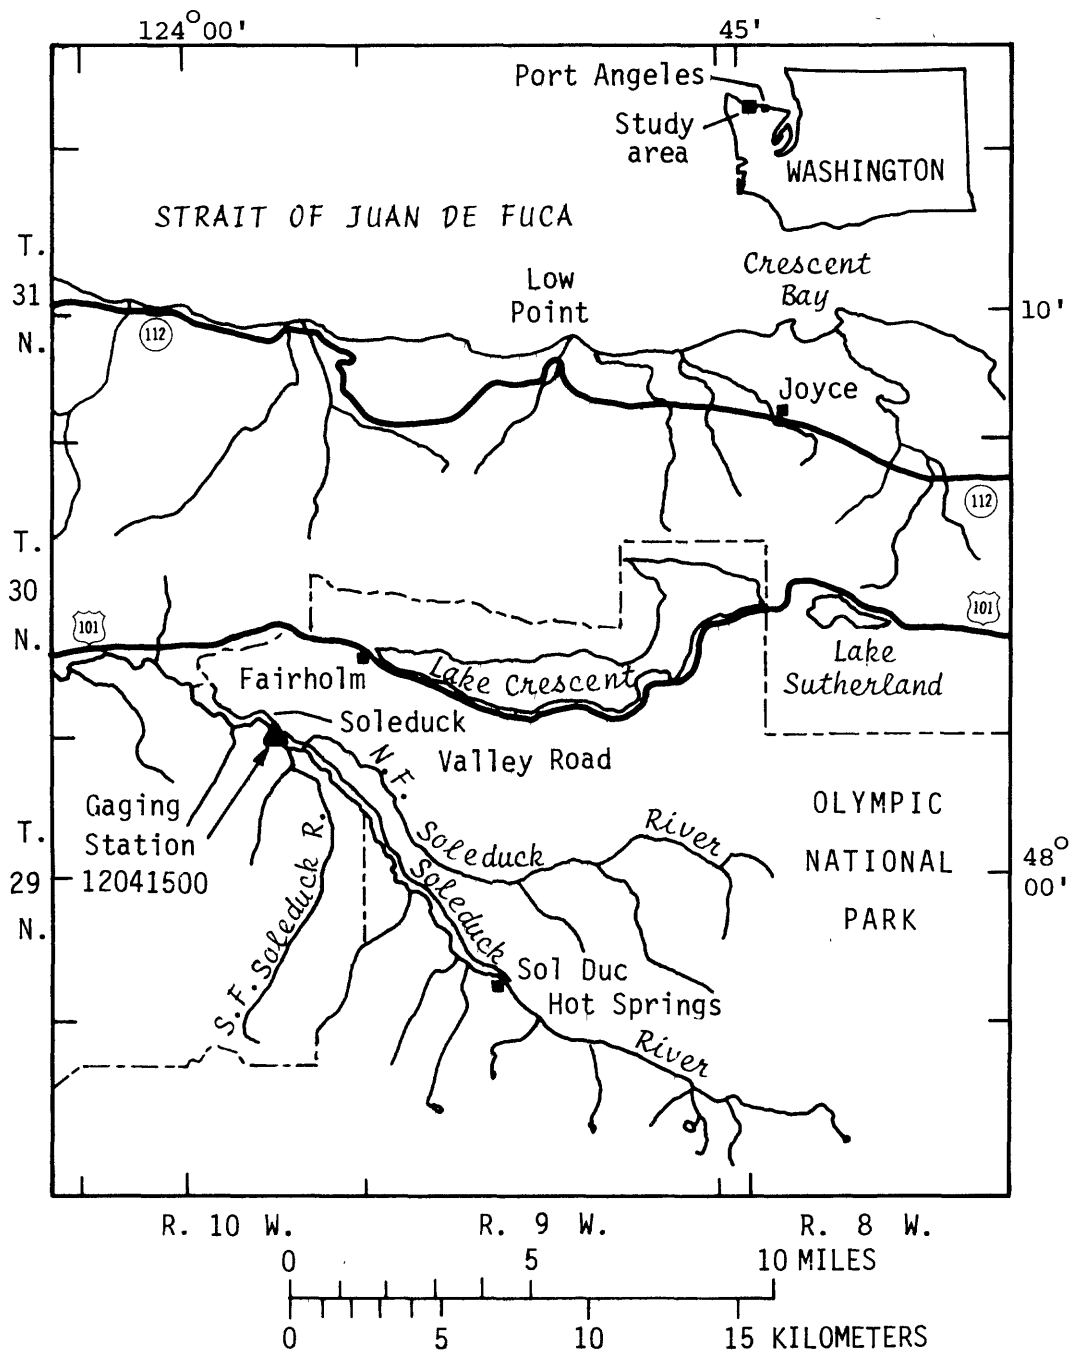 124°00'
45'
Port Angeles
Study
area
WASHINGTON
STRAIT OF JUAN DE FUCA
T.
31
N.
Low
Point
Crescent
Bay
10'
112
Joyce
112
T.
30
N.
101
101
Fairholm
Lake Crescent
Lake
Sutherland
Soleduck
Valley Road
N.F. Soleduck River
Gaging
Station
12041500
T.
29
N.
S.F. Soleduck R.
Soleduck River
OLYMPIC
NATIONAL
PARK
48°
00'
Sol Duc
Hot Springs
R. 10 W.
R. 9 W.
R. 8 W.
0 5 10 MILES
0 5 10 15 KILOMETERS